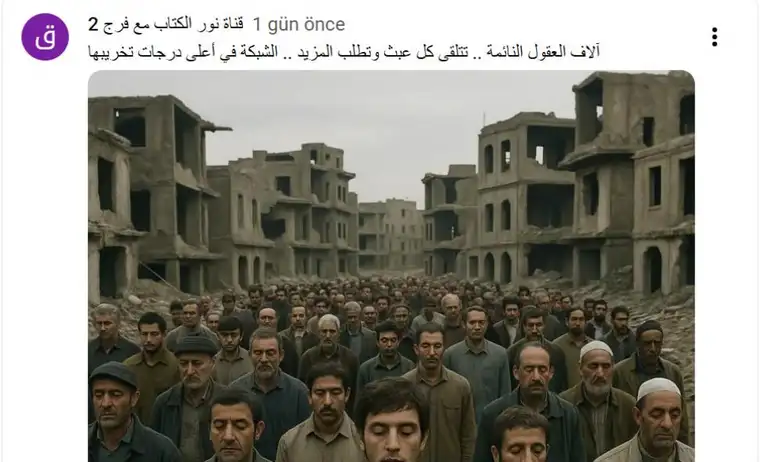 قناة نور الكتاب مع فرج 2 1 gün önce
آلاف العقول النائمة .. تتلقى كل عبث وتطلب المزيد .. الشبكة في أعلى درجات تخريبها
ق